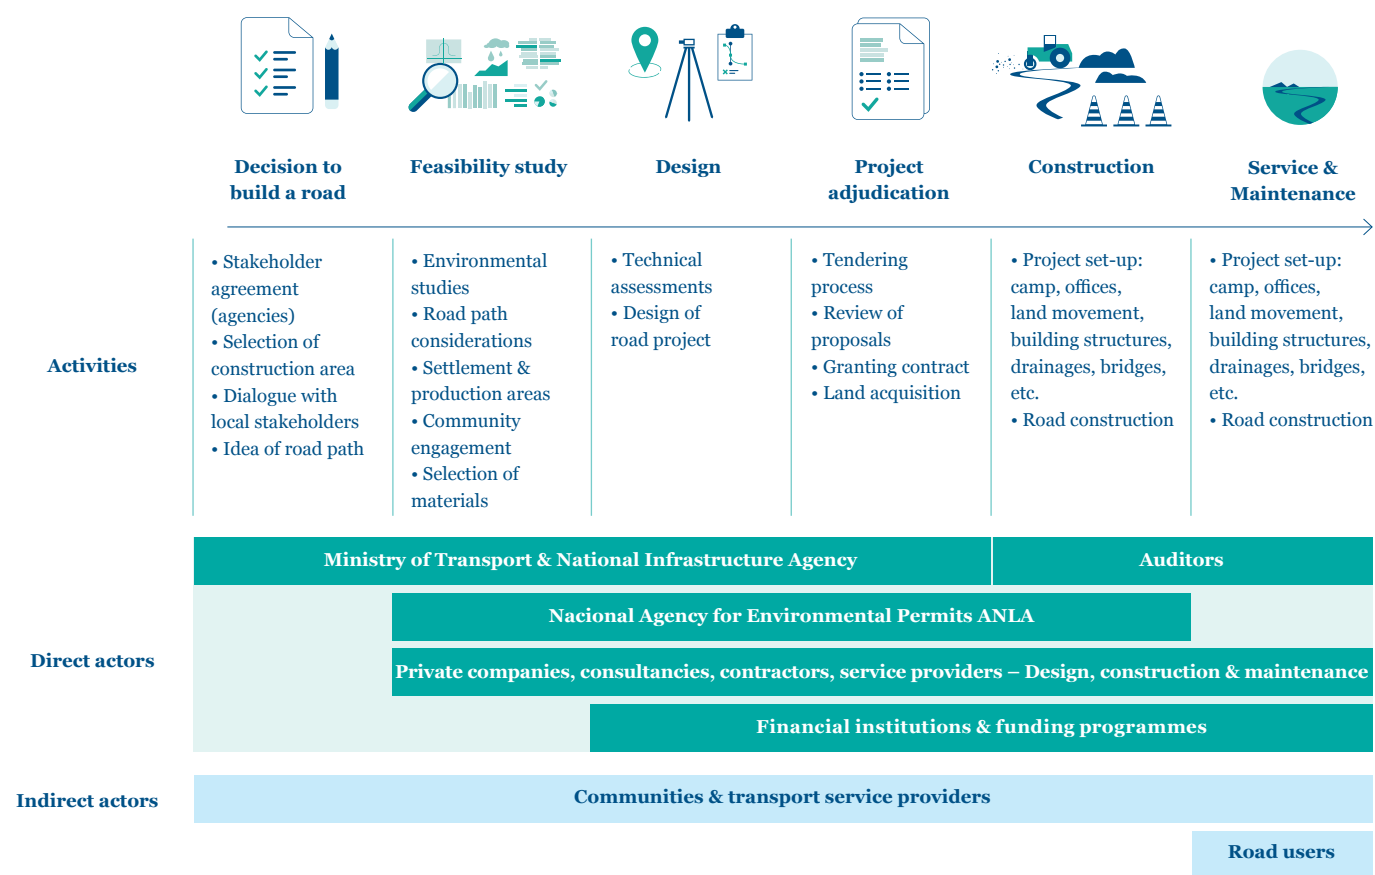 Decision to
build a road
Feasibility study
Design
Project
adjudication
Construction
Service &
Maintenance
Activities
• Stakeholder
agreement
(agencies)
• Selection of
construction area
• Dialogue with
local stakeholders
• Idea of road path
• Environmental
studies
• Road path
considerations
• Settlement &
production areas
• Community
engagement
• Selection of
materials
• Technical
assessments
• Design of
road project
• Tendering
process
• Review of
proposals
• Granting contract
• Land acquisition
• Project set-up:
camp, offices,
land movement,
building structures,
drainages, bridges,
etc.
• Road construction
• Project set-up:
camp, offices,
land movement,
building structures,
drainages, bridges,
etc.
• Road construction
Direct actors
Ministry of Transport & National Infrastructure Agency
Auditors
Nacional Agency for Environmental Permits ANLA
Private companies, consultancies, contractors, service providers – Design, construction & maintenance
Financial institutions & funding programmes
Indirect actors
Communities & transport service providers
Road users